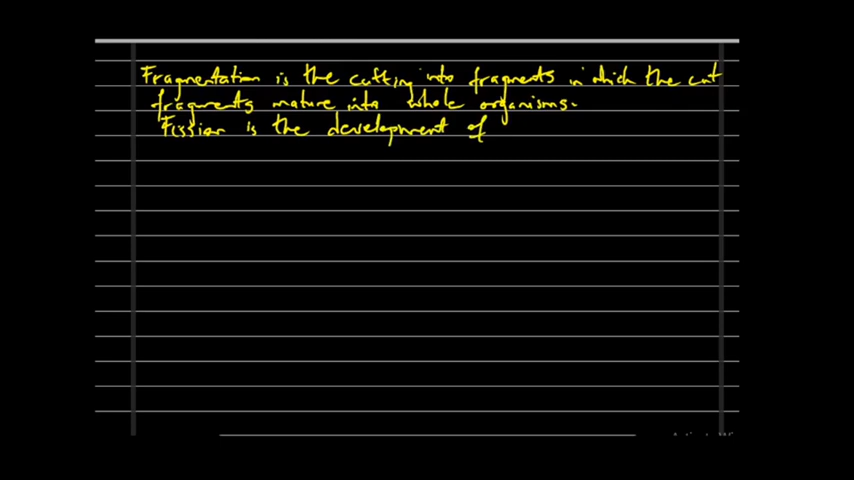 Fragmentation is the cutting into fragments in which the cut
fragments mature into whole organisms.
Fission is the development of